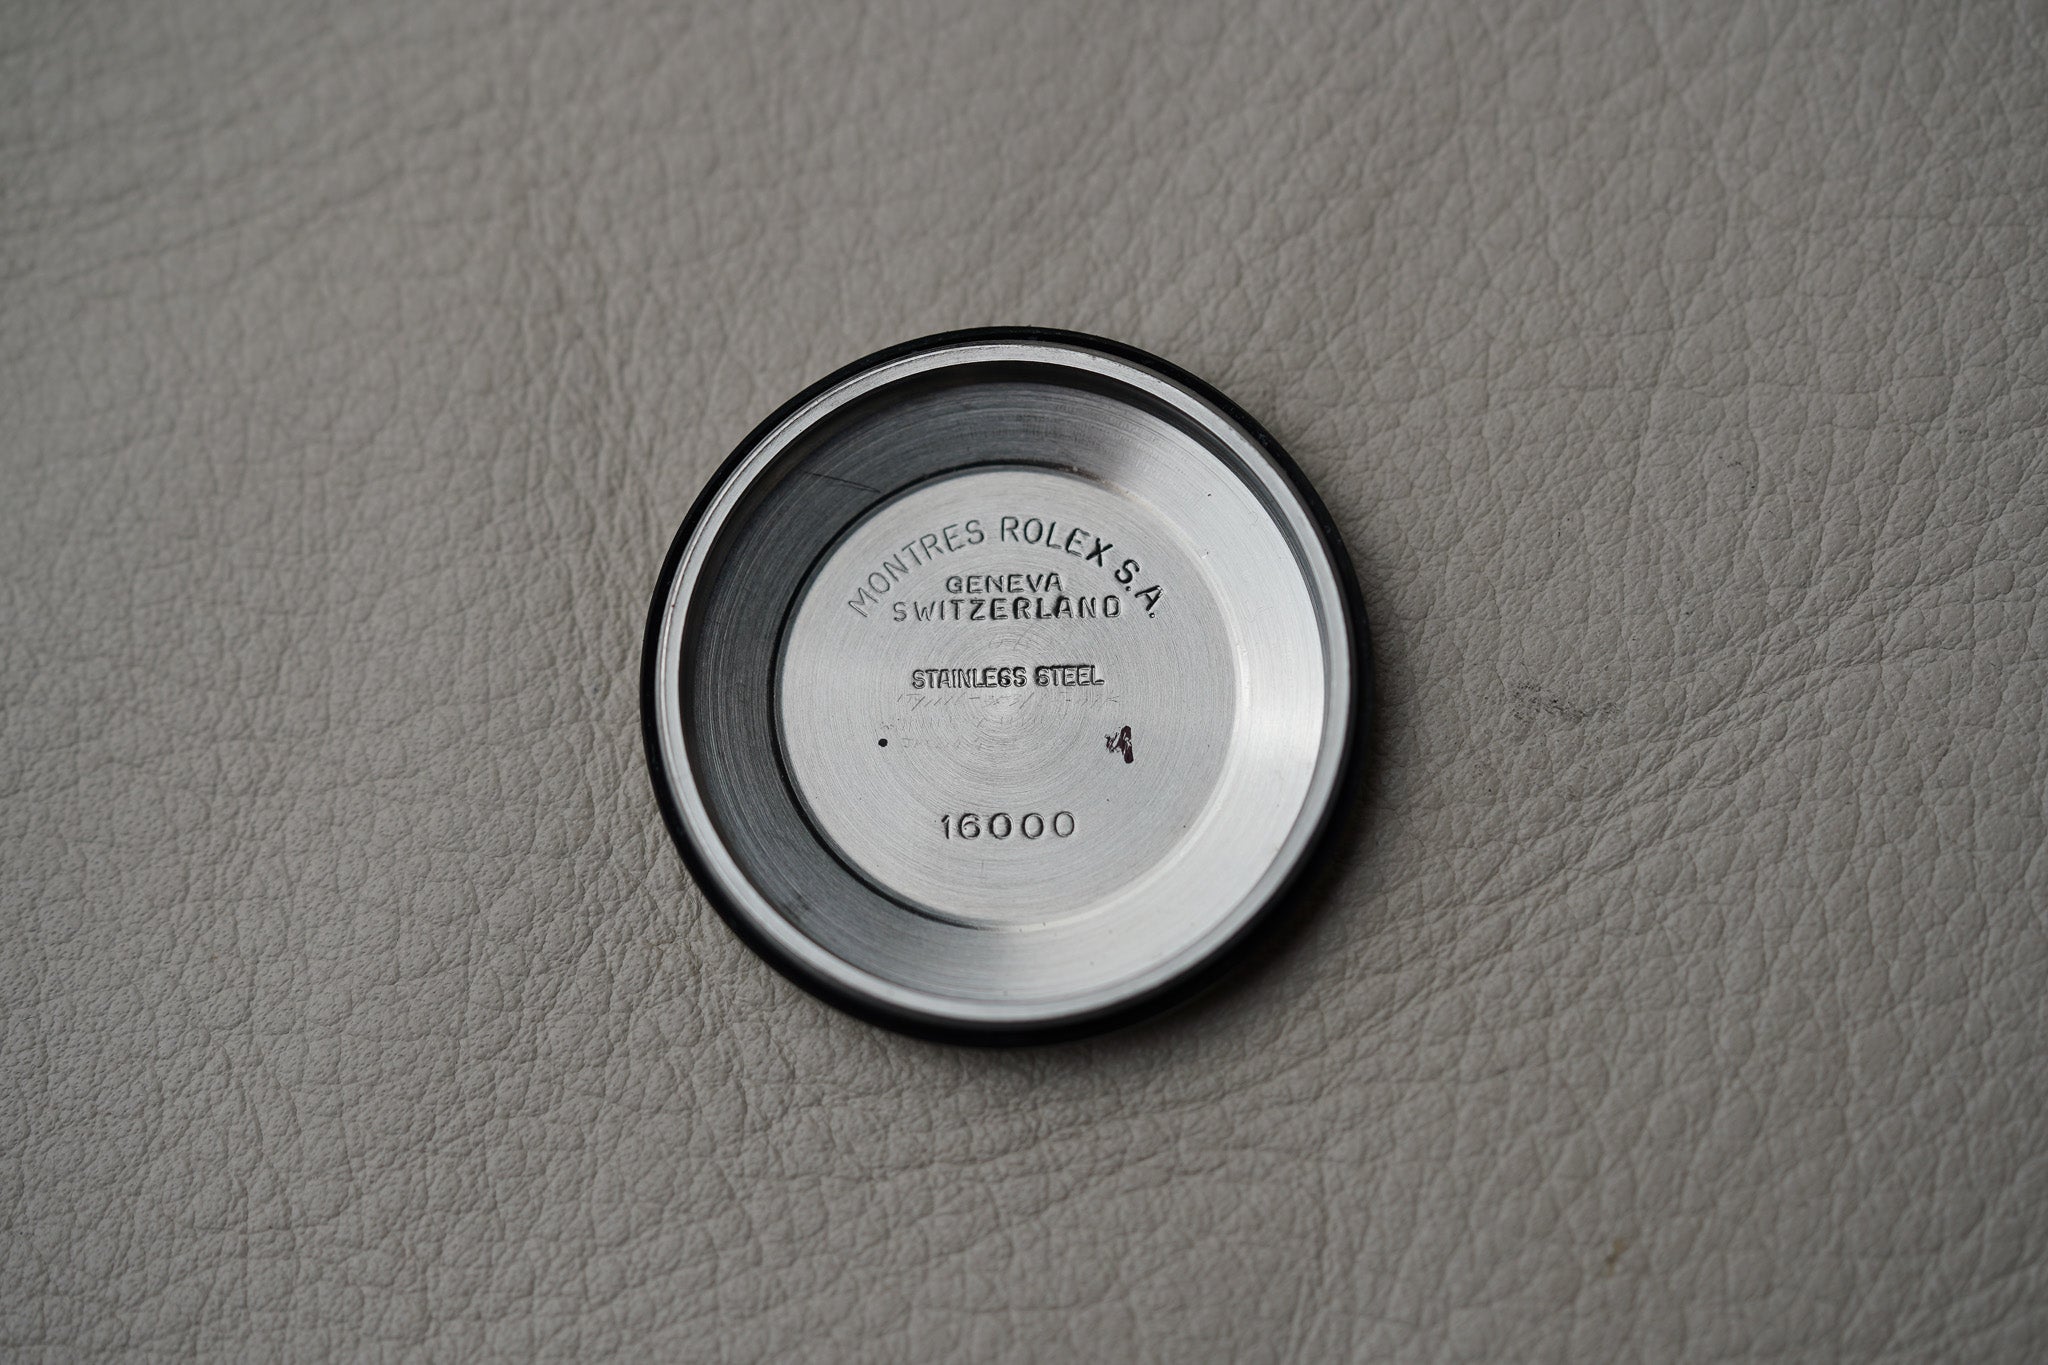 MONTRES ROLEX S.A.
GENEVA
SWITZERLAND
STAINLESS STEEL
16000